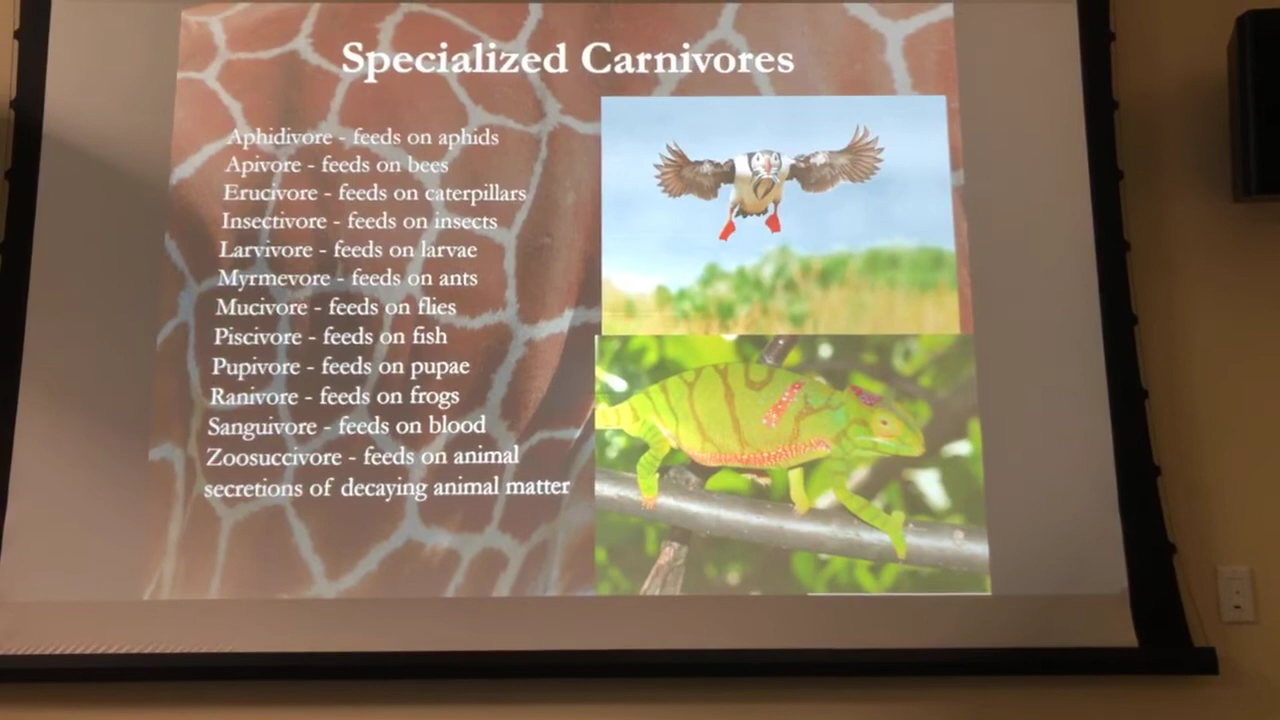 Specialized Carnivores
Aphidivore - feeds on aphids
Apivore - feeds on bees
Erucivore - feeds on caterpillars
Insectivore - feeds on insects
Larvivore - feeds on larvae
Myrmevore - feeds on ants
Mucivore - feeds on flies
Piscivore - feeds on fish
Pupivore - feeds on pupae
Ranivore - feeds on frogs
Sanguivore - feeds on blood
Zoosuccivore - feeds on animal
secretions of decaying animal matter